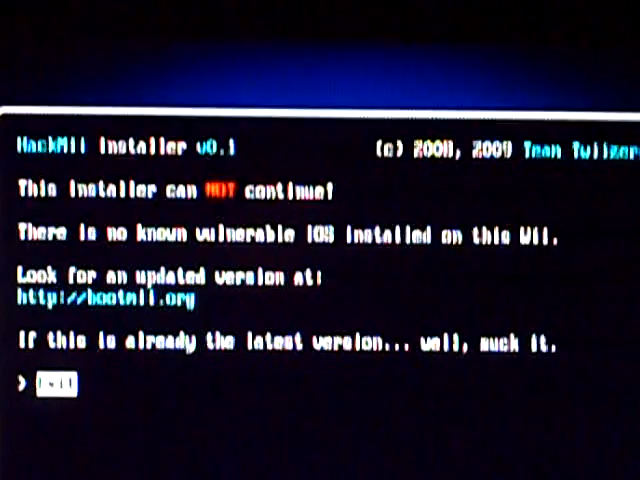 HackMii Installer v0.1 (c) 2008, 2009 Team Twiizer
This installer can NOT continue!
There is no known vulnerable IOS installed on this Wii.
Look for an updated version at:
http://bootmii.org
If this is already the latest version... well, suck it.
> Exit